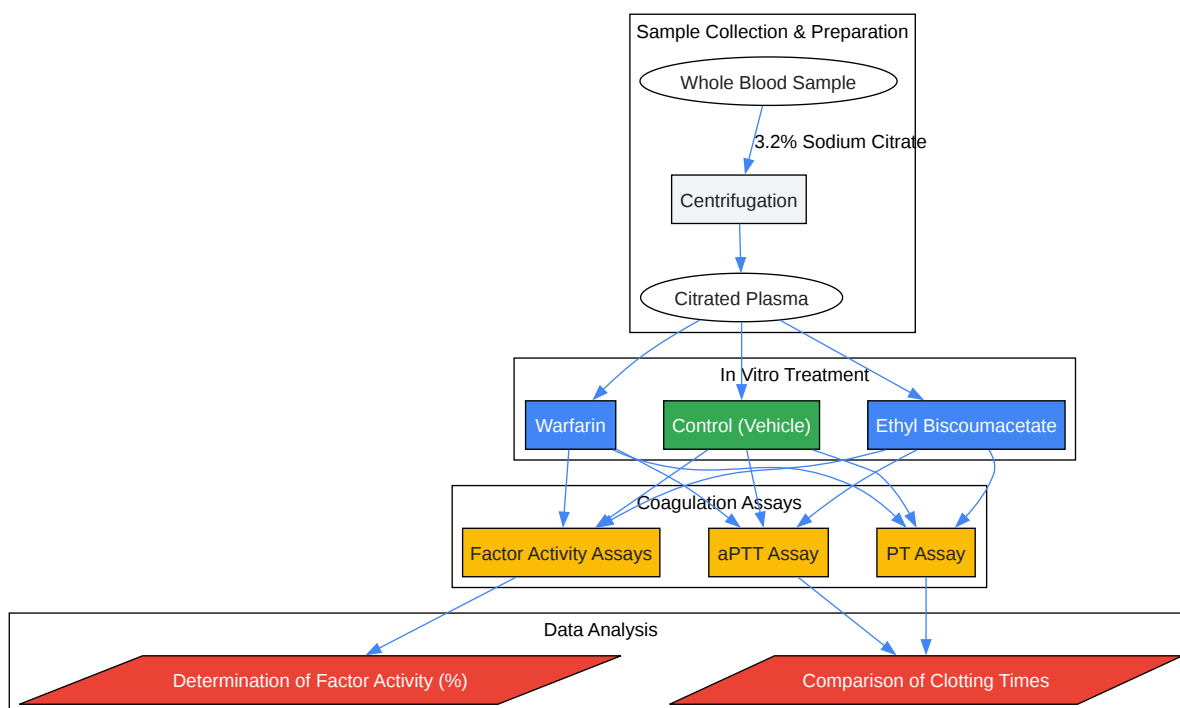 Sample Collection & Preparation
Whole Blood Sample
3.2% Sodium Citrate
Centrifugation
Citrated Plasma
In Vitro Treatment
Warfarin
Control (Vehicle)
Ethyl Biscoumacetate
Coagulation Assays
Factor Activity Assays
aPTT Assay
PT Assay
Data Analysis
Determination of Factor Activity (%)
Comparison of Clotting Times